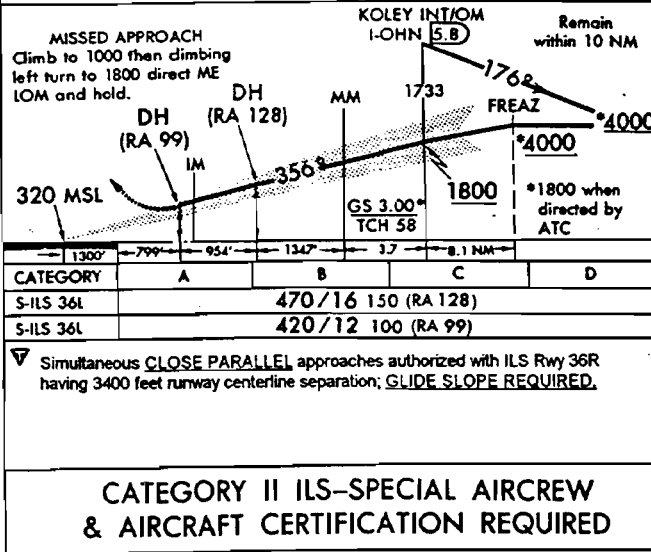 MISSED APPROACH
Climb to 1000 then climbing
left turn to 1800 direct ME
LOM and hold.
KOLEY INT/OM
I-OHN 5.8
Remain
within 10 NM
176°
1733
FREAZ
*4000
*4000
DH
(RA 99)
DH
(RA 128)
MM
IM
356°
320 MSL
GS 3.00°
TCH 58
1800
*1800 when
directed by
ATC
1300' 799' 954' 1347' 3.7 8.1 NM
CATEGORY A B C D
S-ILS 36L 470/16 150 (RA 128)
S-ILS 36L 420/12 100 (RA 99)
T Simultaneous CLOSE PARALLEL approaches authorized with ILS Rwy 36R
having 3400 feet runway centerline separation; GLIDE SLOPE REQUIRED.
CATEGORY II ILS–SPECIAL AIRCREW
& AIRCRAFT CERTIFICATION REQUIRED